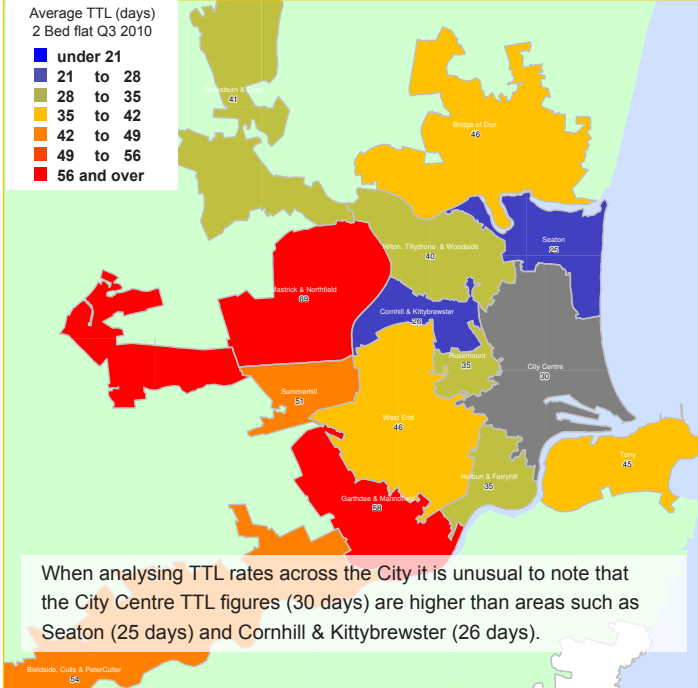 Average TTL (days)
2 Bed flat Q3 2010
under 21
21 to 28
28 to 35
35 to 42
42 to 49
49 to 56
56 and over
41
Bridge of Don
46
Seaton
25
Hilton, Tillydrone & Woodside
40
Mastrick & Northfield
69
Cornhill & Kittybrewster
26
Rosemount
35
City Centre
30
Summerhill
51
West End
46
Torry
45
Holbun & Ferryhill
35
Garthdee & Mannofield
58
When analysing TTL rates across the City it is unusual to note that
the City Centre TTL figures (30 days) are higher than areas such as
Seaton (25 days) and Cornhill & Kittybrewster (26 days).
Bieldside, Cults & PeterCulter
54